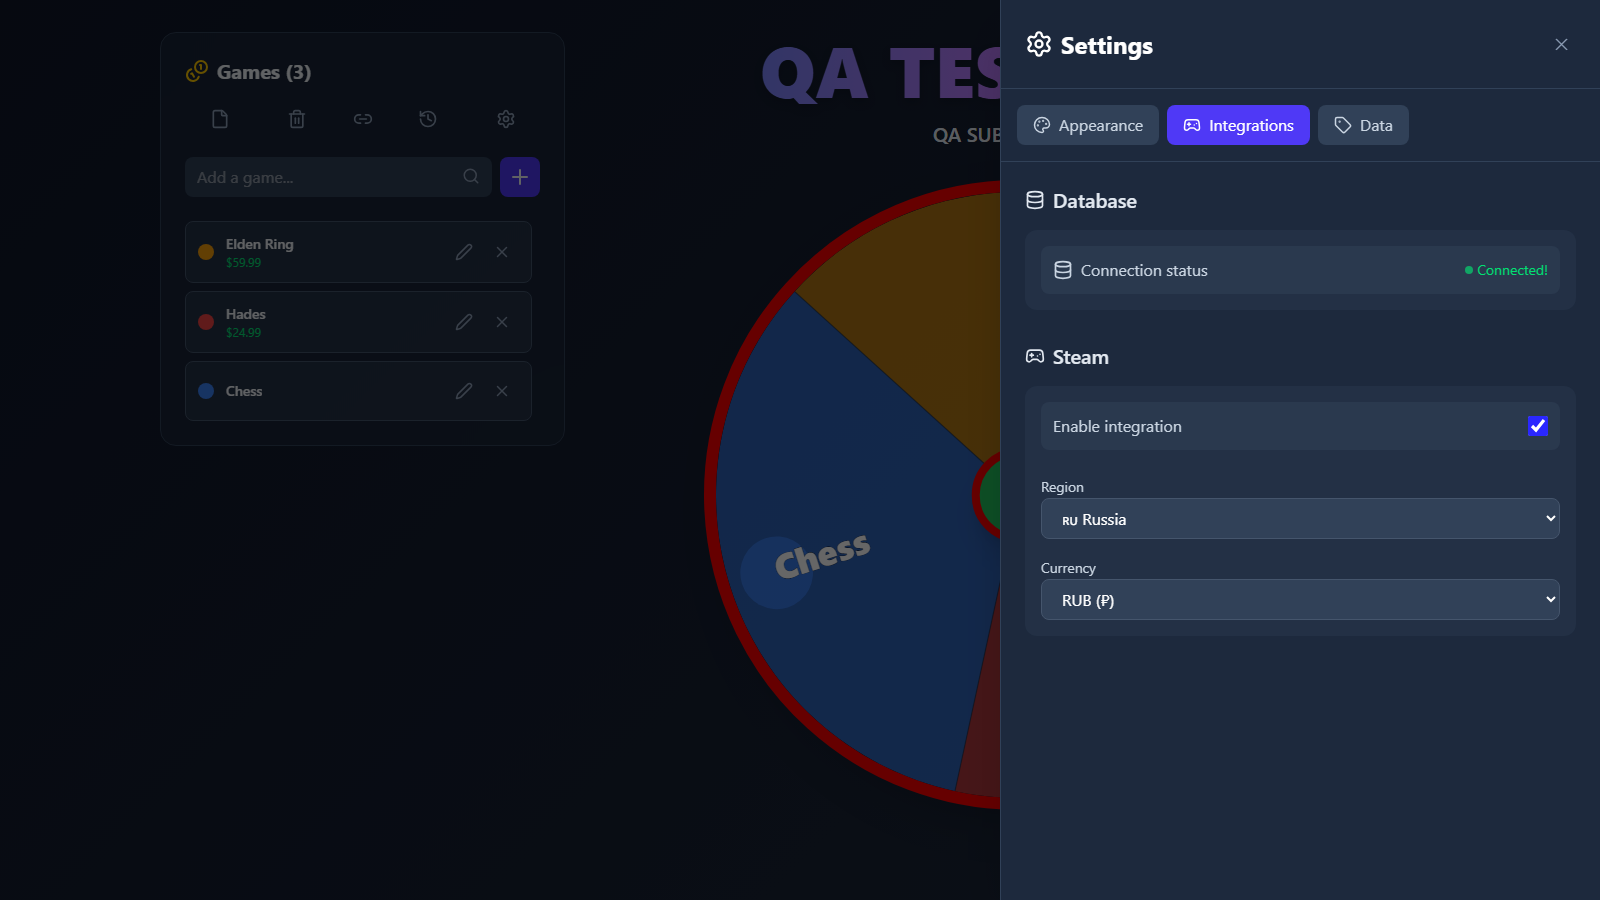 Games (3)
Add a game...
Elden Ring
$59.99
Hades
$24.99
Chess
QA TES
QA SUB
Chess
Settings
Appearance
Integrations
Data
Database
Connection status
Connected!
Steam
Enable integration
Region
RU Russia
Currency
RUB (₽)